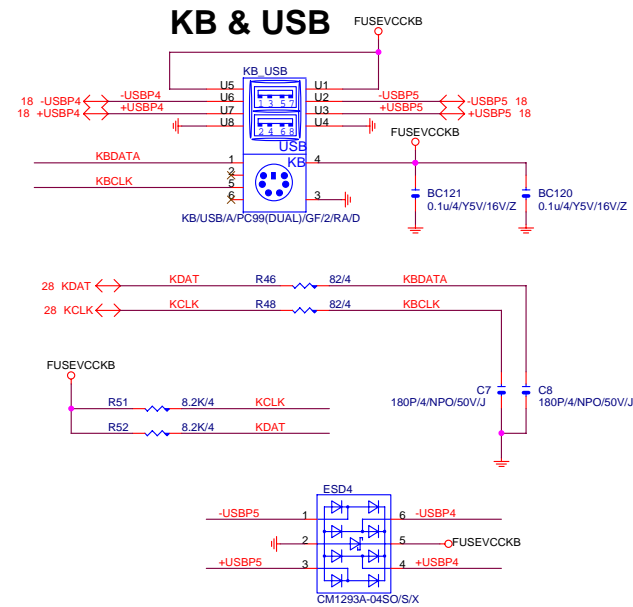 KB & USB
FUSEVCCKB
KB_USB
U5 U1
18 -USBP4 -USBP4 U6 1 3 5 7 U2 -USBP5 -USBP5 18
18 +USBP4 +USBP4 U7 U3 +USBP5 +USBP5 18
U8 2 4 6 8 U4
USB
FUSEVCCKB
KBDATA 1 KB 4
2
KBCLK 5
6 3
BC121 BC120
0.1u/4/Y5V/16V/Z 0.1u/4/Y5V/16V/Z
KB/USB/A/PC99(DUAL)/GF/2/RA/D
28 KDAT KDAT R46 82/4 KBDATA
28 KCLK KCLK R48 82/4 KBCLK
FUSEVCCKB
C7 C8
180P/4/NPO/50V/J 180P/4/NPO/50V/J
R51 8.2K/4 KCLK
R52 8.2K/4 KDAT
ESD4
-USBP5 1 6 -USBP4
2 5 FUSEVCCKB
+USBP5 3 4 +USBP4
CM1293A-04SO/S/X